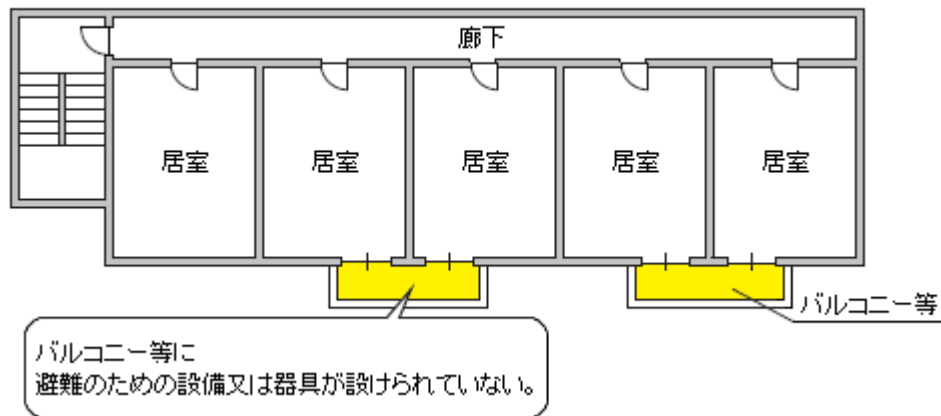 廊下
居室
居室
居室
居室
居室
バルコニー等
バルコニー等に
避難のための設備又は器具が設けられていない。